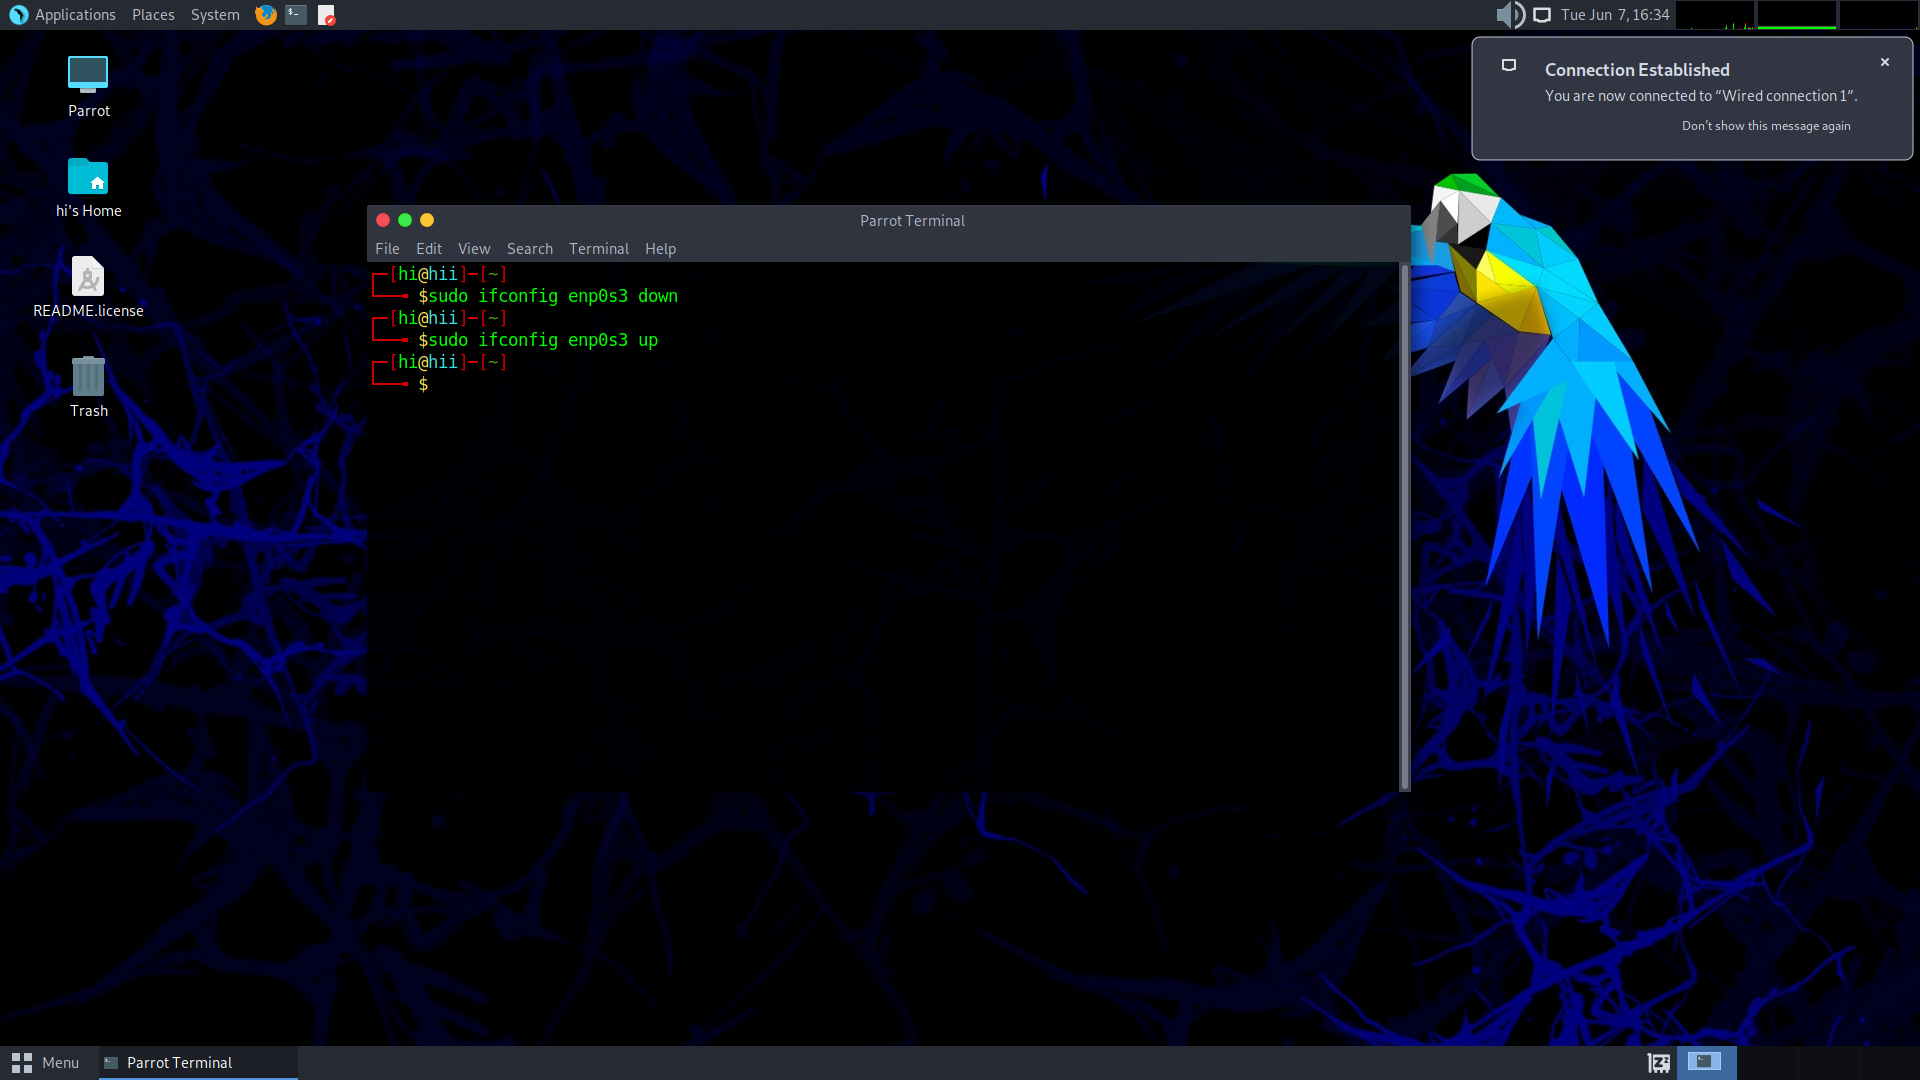 Applications Places System
Tue Jun 7, 16:34
Connection Established
You are now connected to “Wired connection 1”.
Don’t show this message again
Parrot
hi's Home
README.license
Trash
Parrot Terminal
File Edit View Search Terminal Help
┌─[hi@hii]─[~]
└──╼ $sudo ifconfig enp0s3 down
┌─[hi@hii]─[~]
└──╼ $sudo ifconfig enp0s3 up
┌─[hi@hii]─[~]
└──╼ $
Menu Parrot Terminal